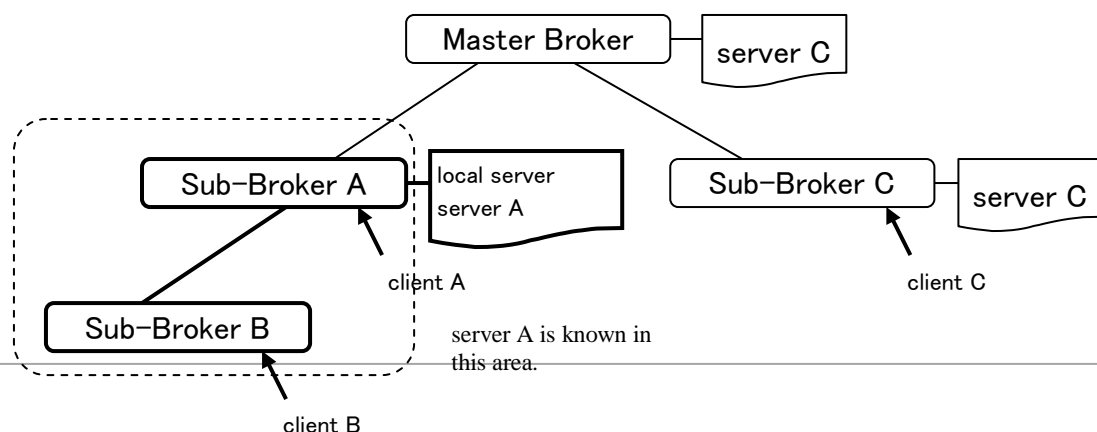 Master Broker
server C
Sub-Broker A
local server
server A
Sub-Broker C
server C
client A
client C
Sub-Broker B
server A is known in
this area.
client B